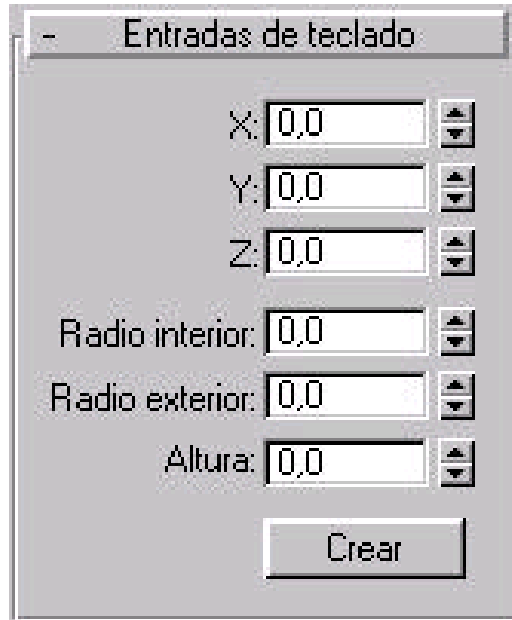 - Entradas de teclado
X: 0,0
Y: 0,0
Z: 0,0
Radio interior: 0,0
Radio exterior: 0,0
Altura: 0,0
Crear